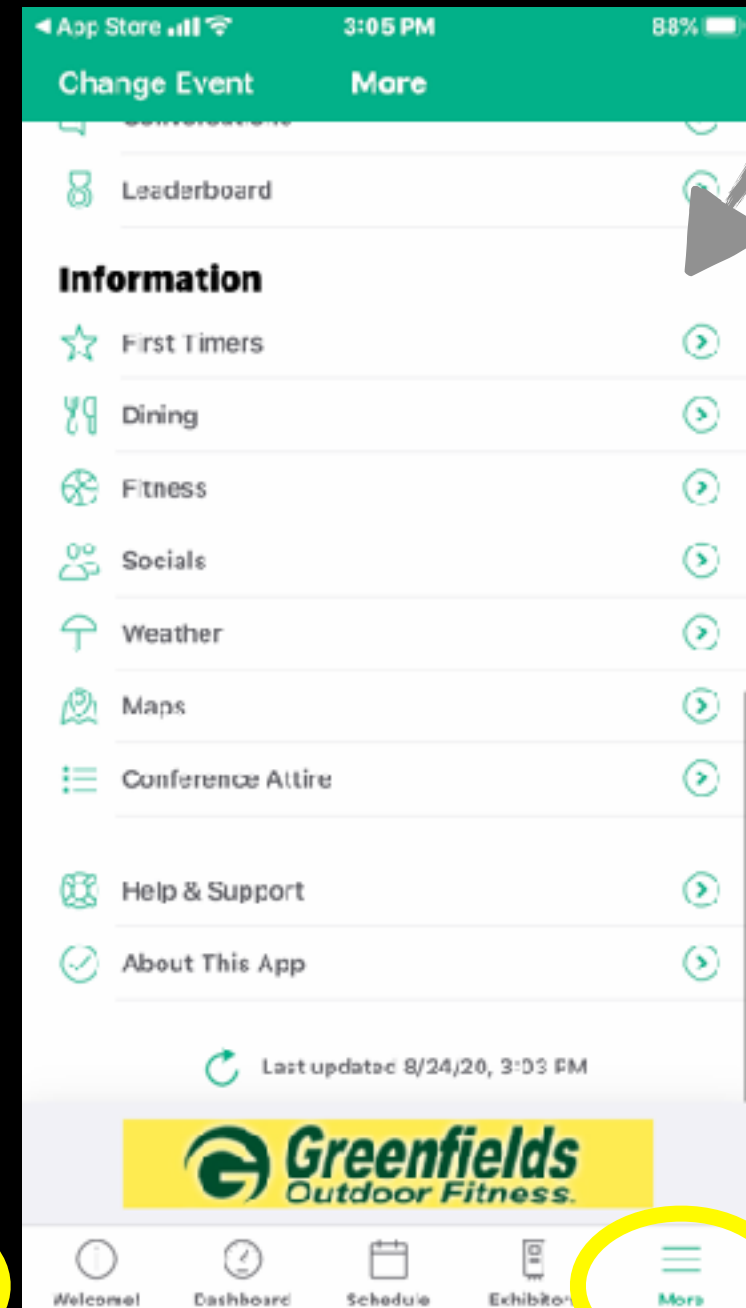 App Store 3:05 PM 88%
Change Event More
Conversations
Leaderboard
Information
First Timers
Dining
Fitness
Socials
Weather
Maps
Conference Attire
Help & Support
About This App
Last updated 8/24/20, 3:03 PM
Greenfields
Outdoor Fitness.
Welcome! Dashboard Schedule Exhibitor More